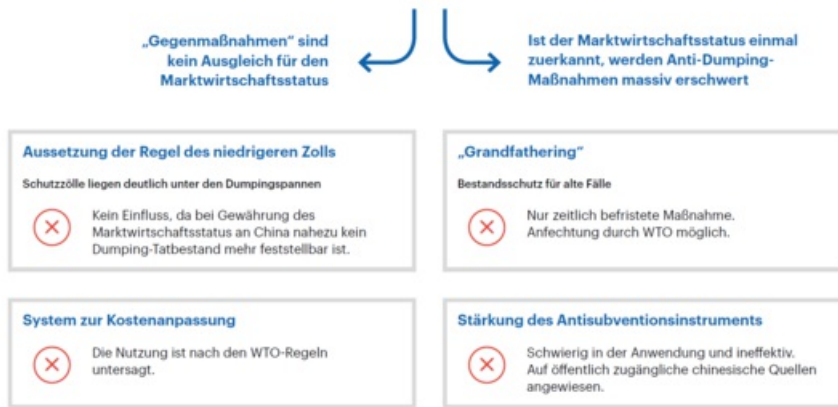 „Gegenmaßnahmen“ sind
kein Ausgleich für den
Marktwirtschaftsstatus
Ist der Marktwirtschaftsstatus einmal
zuerkannt, werden Anti-Dumping-
Maßnahmen massiv erschwert
Aussetzung der Regel des niedrigeren Zolls
Schutzzölle liegen deutlich unter den Dumpingspannen
Kein Einfluss, da bei Gewährung des
Marktwirtschaftsstatus an China nahezu kein
Dumping-Tatbestand mehr feststellbar ist.
„Grandfathering“
Bestandsschutz für alte Fälle
Nur zeitlich befristete Maßnahme.
Anfechtung durch WTO möglich.
System zur Kostenanpassung
Die Nutzung ist nach den WTO-Regeln
untersagt.
Stärkung des Antisubventionsinstruments
Schwierig in der Anwendung und ineffektiv.
Auf öffentlich zugängliche chinesische Quellen
angewiesen.